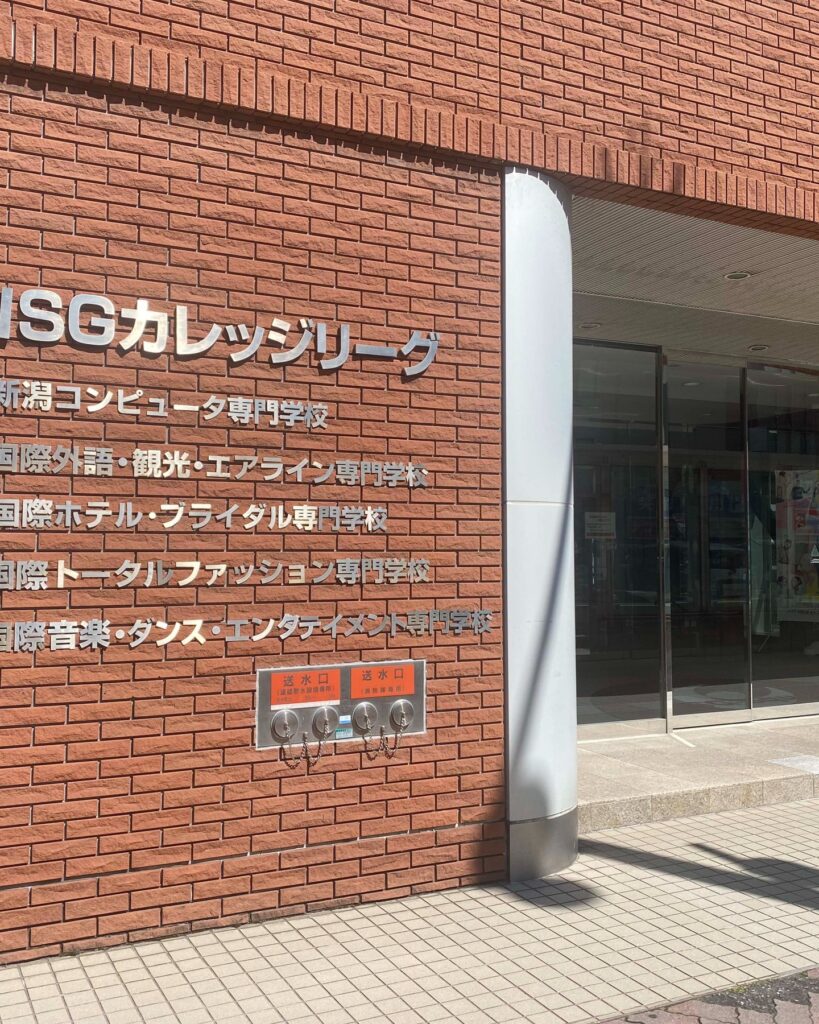 NSGカレッジリーグ
新潟コンピュータ専門学校
国際外語・観光・エアライン専門学校
国際ホテル・ブライダル専門学校
国際トータルファッション専門学校
国際音楽・ダンス・エンタテイメント専門学校
送水口
送水口